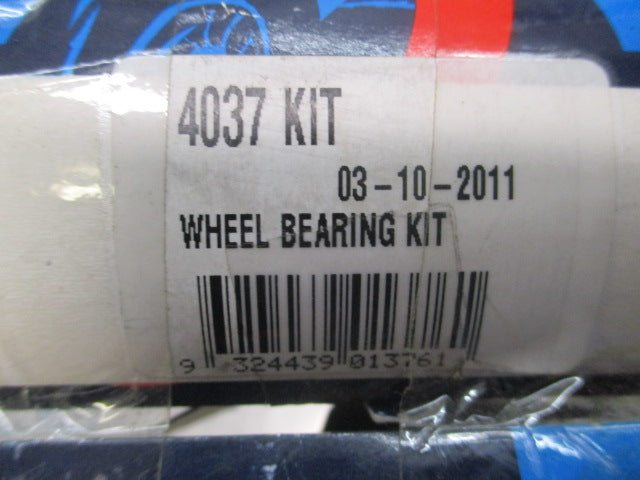 4037 KIT
03-10-2011
WHEEL BEARING KIT
9 324439 013761